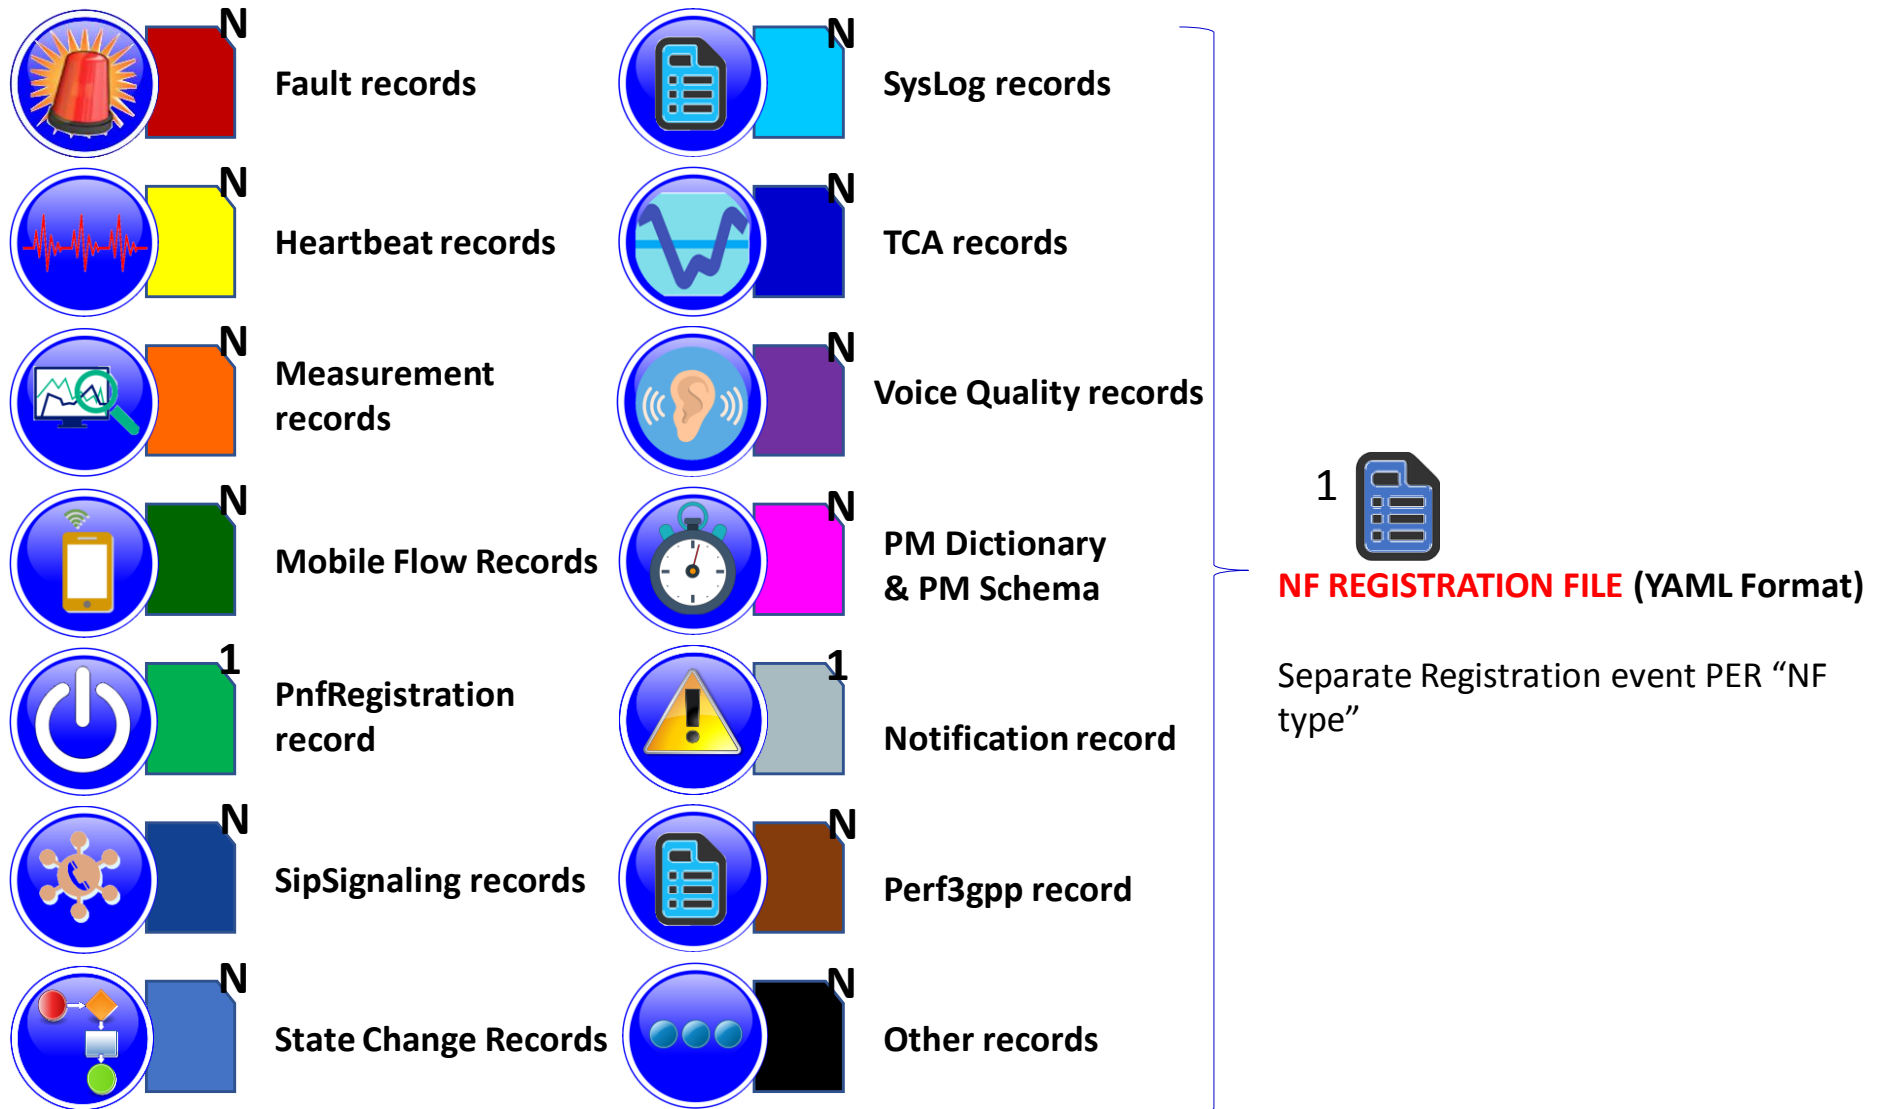 N
Fault records
N
Heartbeat records
N
Measurement
records
N
Mobile Flow Records
1
PnfRegistration
record
N
SipSignaling records
N
State Change Records
N
SysLog records
N
TCA records
N
Voice Quality records
N
PM Dictionary
& PM Schema
1
Notification record
N
Perf3gpp record
N
Other records
1
NF REGISTRATION FILE (YAML Format)
Separate Registration event PER “NF
type”